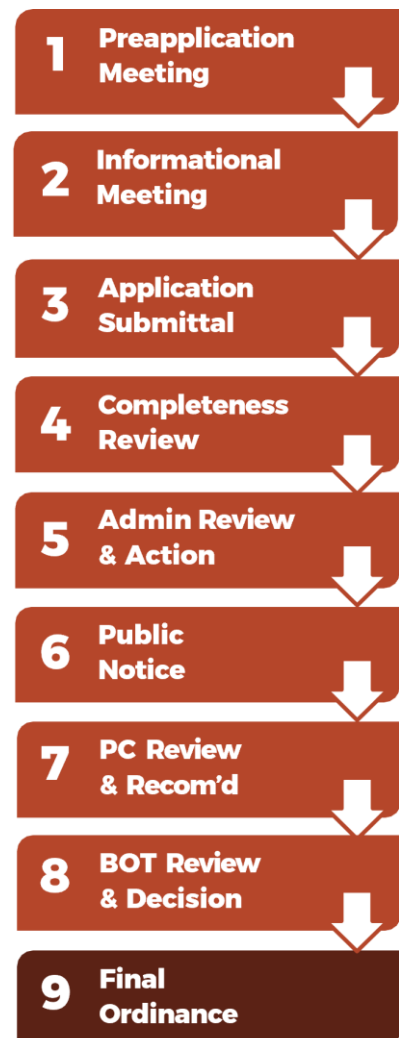 1
Preapplication
Meeting
2
Informational
Meeting
3
Application
Submittal
4
Completeness
Review
5
Admin Review
& Action
6
Public
Notice
7
PC Review
& Recom’d
8
BOT Review
& Decision
9
Final
Ordinance